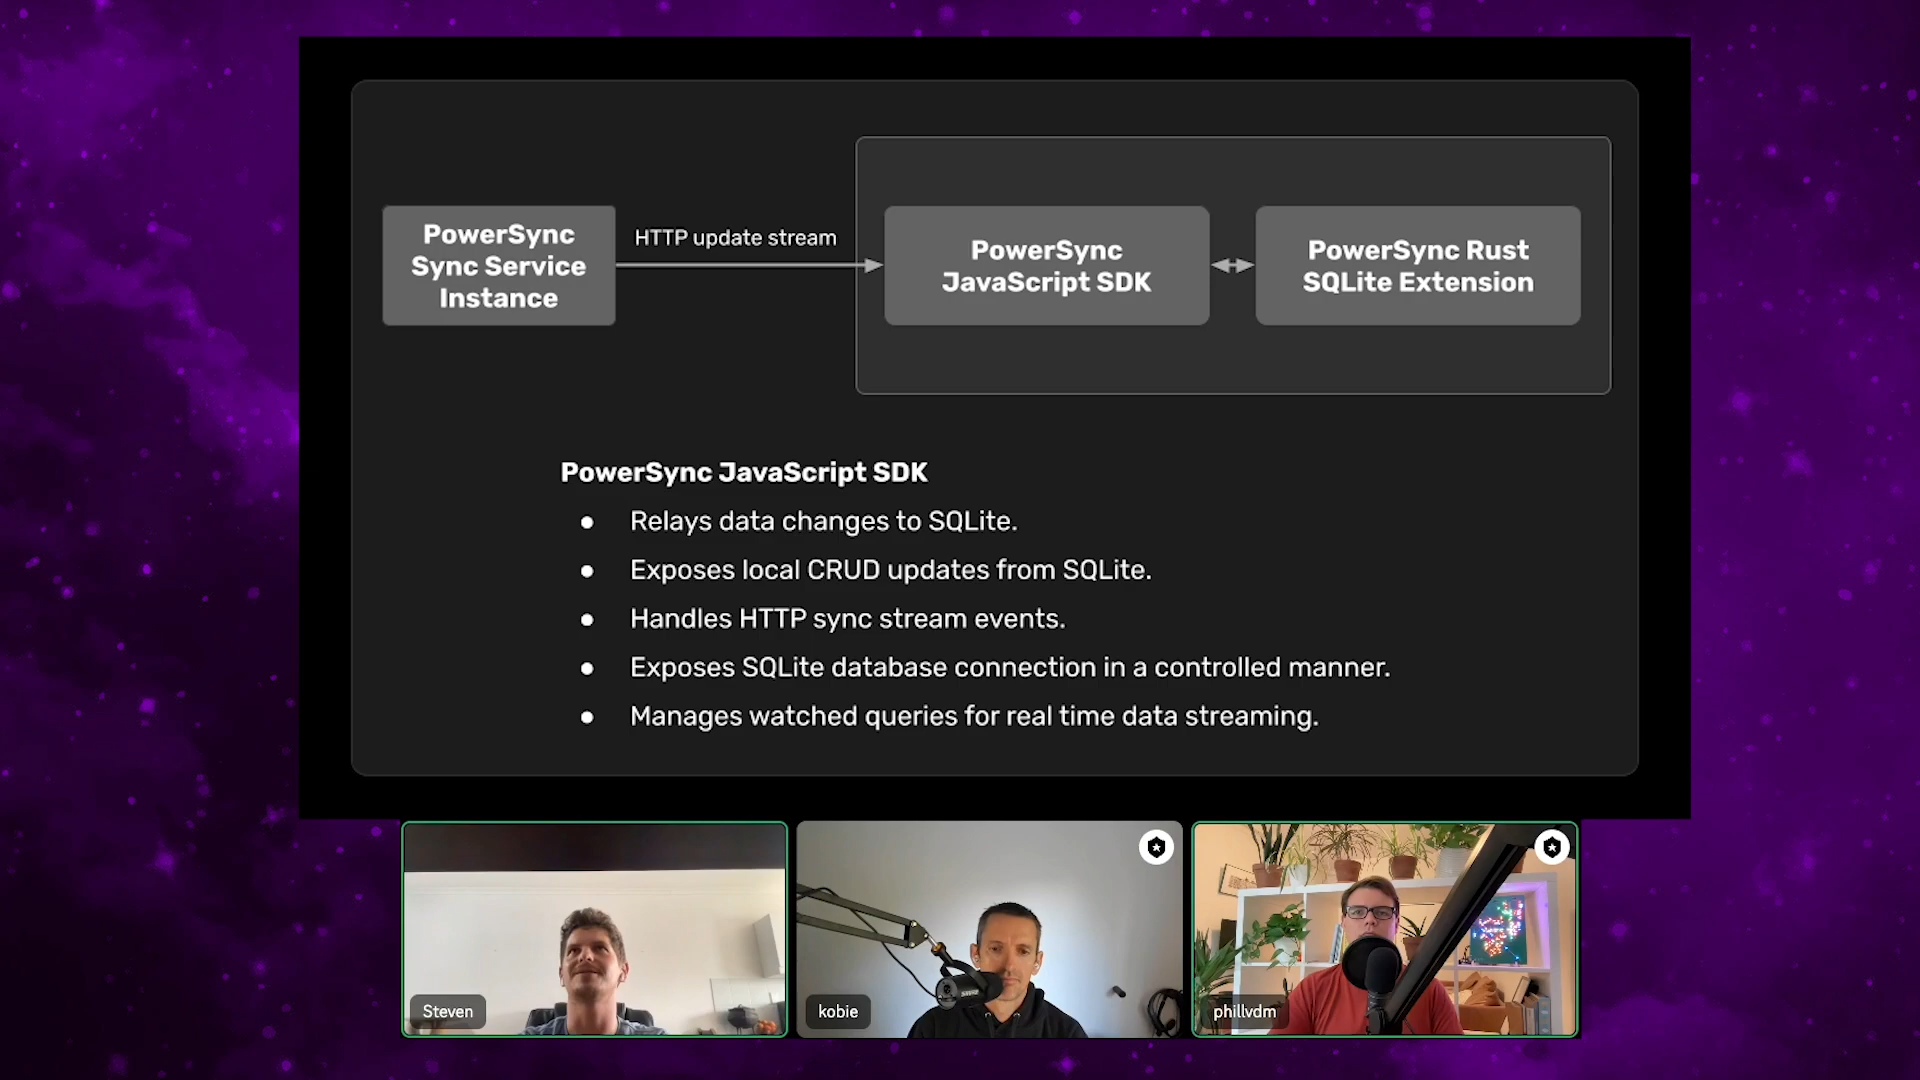 PowerSync
Sync Service
Instance
HTTP update stream
PowerSync
JavaScript SDK
PowerSync Rust
SQLite Extension
PowerSync JavaScript SDK
● Relays data changes to SQLite.
● Exposes local CRUD updates from SQLite.
● Handles HTTP sync stream events.
● Exposes SQLite database connection in a controlled manner.
● Manages watched queries for real time data streaming.
Steven
kobie
phillvdm